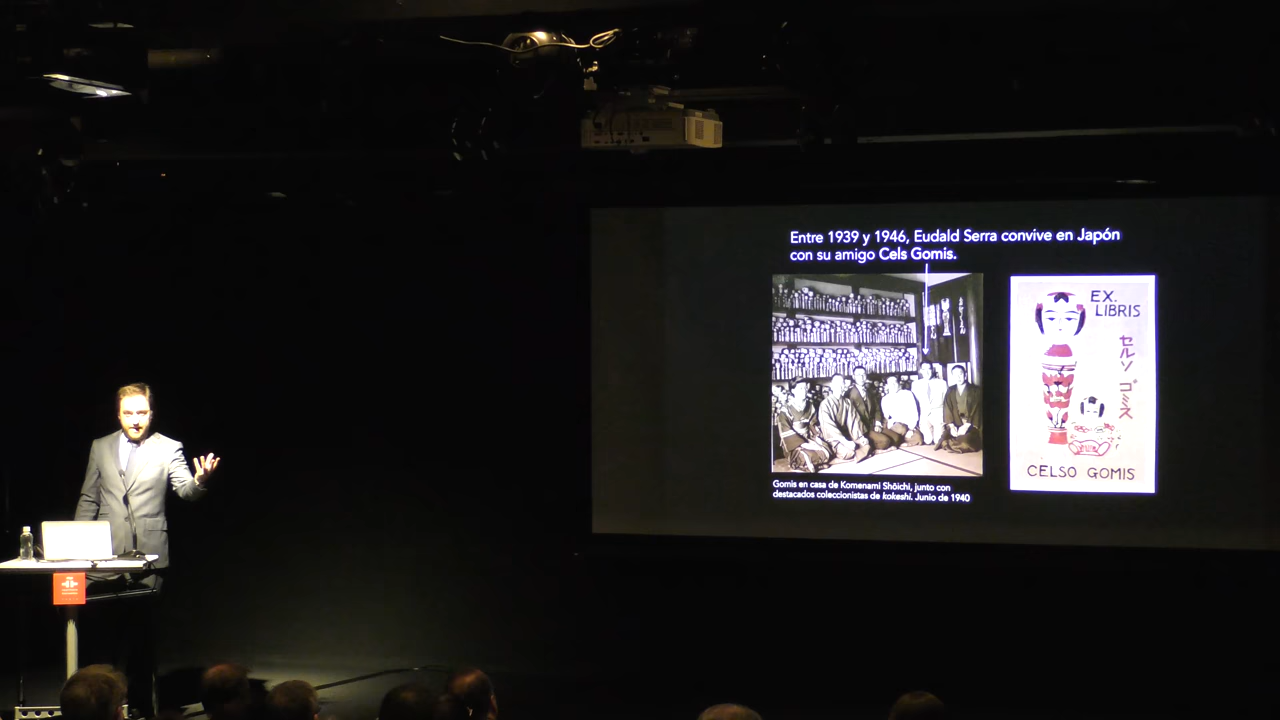 Entre 1939 y 1946, Eudald Serra convive en Japón
con su amigo Cels Gomis.
EX.
LIBRIS
セルソ ゴミス
CELSO GOMIS
Gomis en casa de Komenami Shōichi, junto con
destacados coleccionistas de kokeshi. Junio de 1940